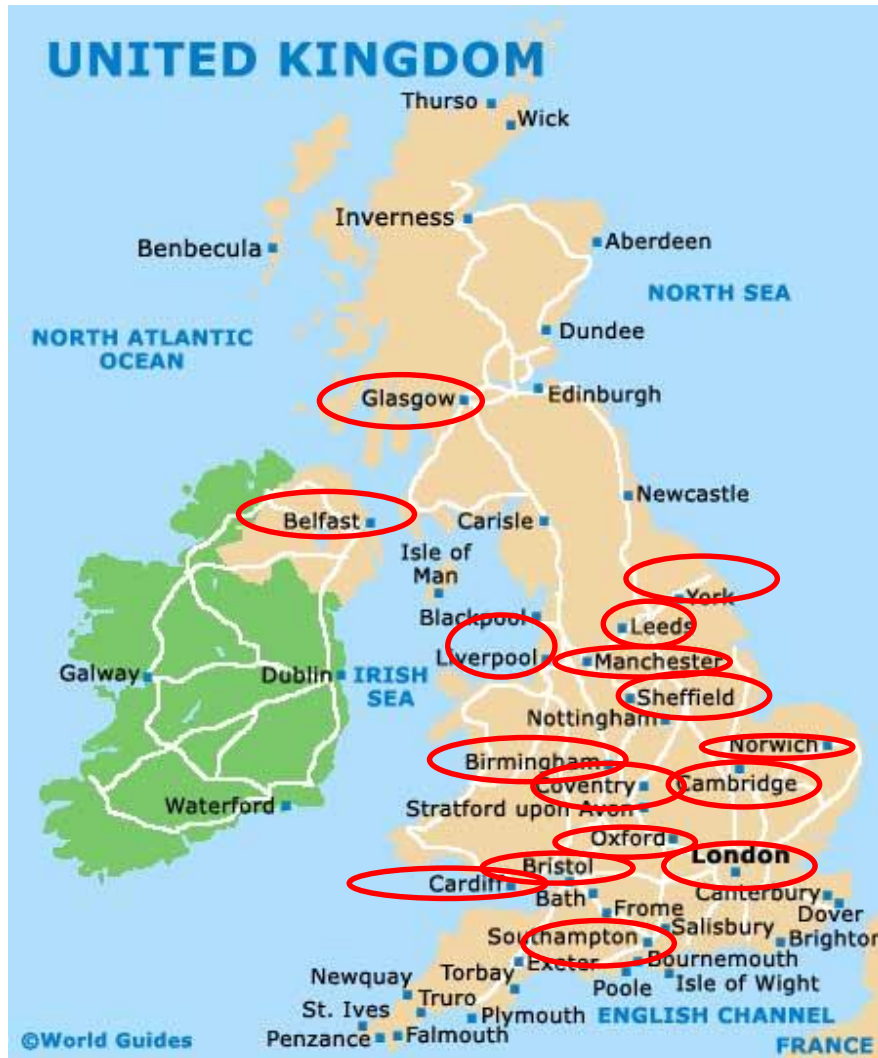 UNITED KINGDOM
Thurso
Wick
Inverness
Aberdeen
Benbecula
NORTH SEA
NORTH ATLANTIC
OCEAN
Dundee
Glasgow
Edinburgh
Newcastle
Belfast
Carisle
Isle of
Man
York
Blackpool
Leeds
Liverpool
Manchester
Galway
Dublin
IRISH
SEA
Sheffield
Nottingham
Norwich
Birmingham
Coventry
Cambridge
Waterford
Stratford upon Avon
Oxford
London
Bristol
Cardiff
Bath
Canterbury
Frome
Dover
Salisbury
Southampton
Brighton
Exeter
Bournemouth
Newquay
Torbay
Poole
Isle of Wight
St. Ives
Truro
Plymouth
ENGLISH CHANNEL
Penzance
Falmouth
©World Guides
FRANCE